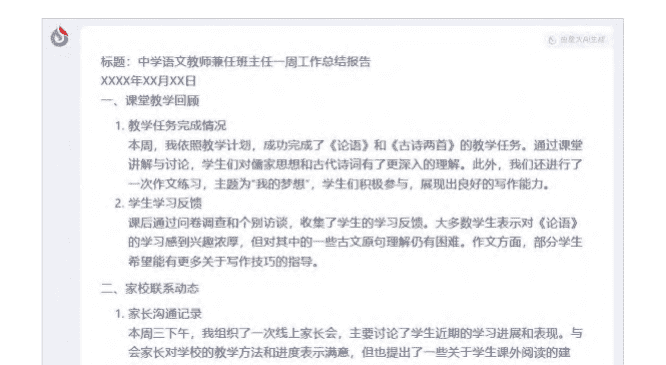 标题：中学语文教师兼任班主任一周工作总结报告
XXXX年XX月XX日
一、课堂教学回顾
1. 教学任务完成情况
本周，我依照教学计划，成功完成了《论语》和《古诗两首》的教学任务。通过课堂
讲解与讨论，学生们对儒家思想和古代诗词有了更深入的理解。此外，我们还进行了
一次作文练习，主题为“我的梦想”，学生们积极参与，展现出良好的写作能力。
2. 学生学习反馈
课后通过问卷调查和个别访谈，收集了学生的学习反馈。大多数学生表示对《论语》
的学习感到兴趣浓厚，但对其中的一些古文原句理解仍有困难。作文方面，部分学生
希望能有更多关于写作技巧的指导。
二、家校联系动态
1. 家长沟通记录
本周三下午，我组织了一次线上家长会，主要讨论了学生近期的学习进展和表现。与
会家长对学校的教学方法和进度表示满意，但也提出了一些关于学生课外阅读的建